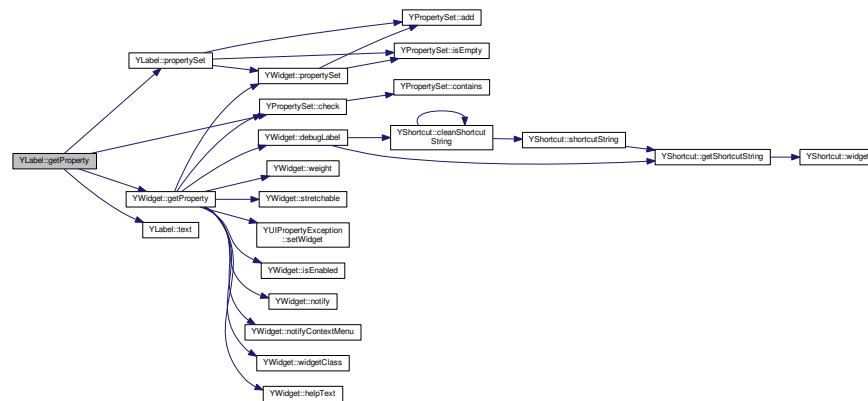 YPropertySet::add
YPropertySet::isEmpty
YLabel::propertySet
YWidget::propertySet
YPropertySet::contains
YPropertySet::check
YShortcut::cleanShortcut
String
YWidget::debugLabel
YShortcut::shortcutString
YShortcut::getShortcutString
YShortcut::widget
YLabel::getProperty
YWidget::weight
YWidget::getProperty
YWidget::stretchable
YLabel::text
YUIPropertyException
::setWidget
YWidget::isEnabled
YWidget::notify
YWidget::notifyContextMenu
YWidget::widgetClass
YWidget::helpText